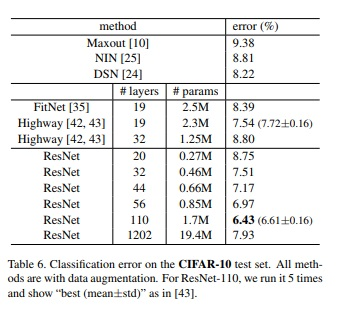 method error (%)
Maxout [10] 9.38
NIN [25] 8.81
DSN [24] 8.22
# layers # params
FitNet [35] 19 2.5M 8.39
Highway [42, 43] 19 2.3M 7.54 (7.72±0.16)
Highway [42, 43] 32 1.25M 8.80
ResNet 20 0.27M 8.75
ResNet 32 0.46M 7.51
ResNet 44 0.66M 7.17
ResNet 56 0.85M 6.97
ResNet 110 1.7M 6.43 (6.61±0.16)
ResNet 1202 19.4M 7.93
Table 6. Classification error on the CIFAR-10 test set. All meth-
ods are with data augmentation. For ResNet-110, we run it 5 times
and show “best (mean±std)” as in [43].